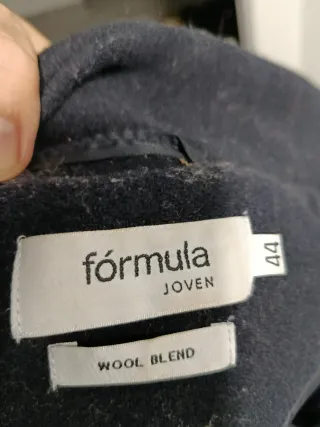 fórmula
JOVEN
44
WOOL BLEND